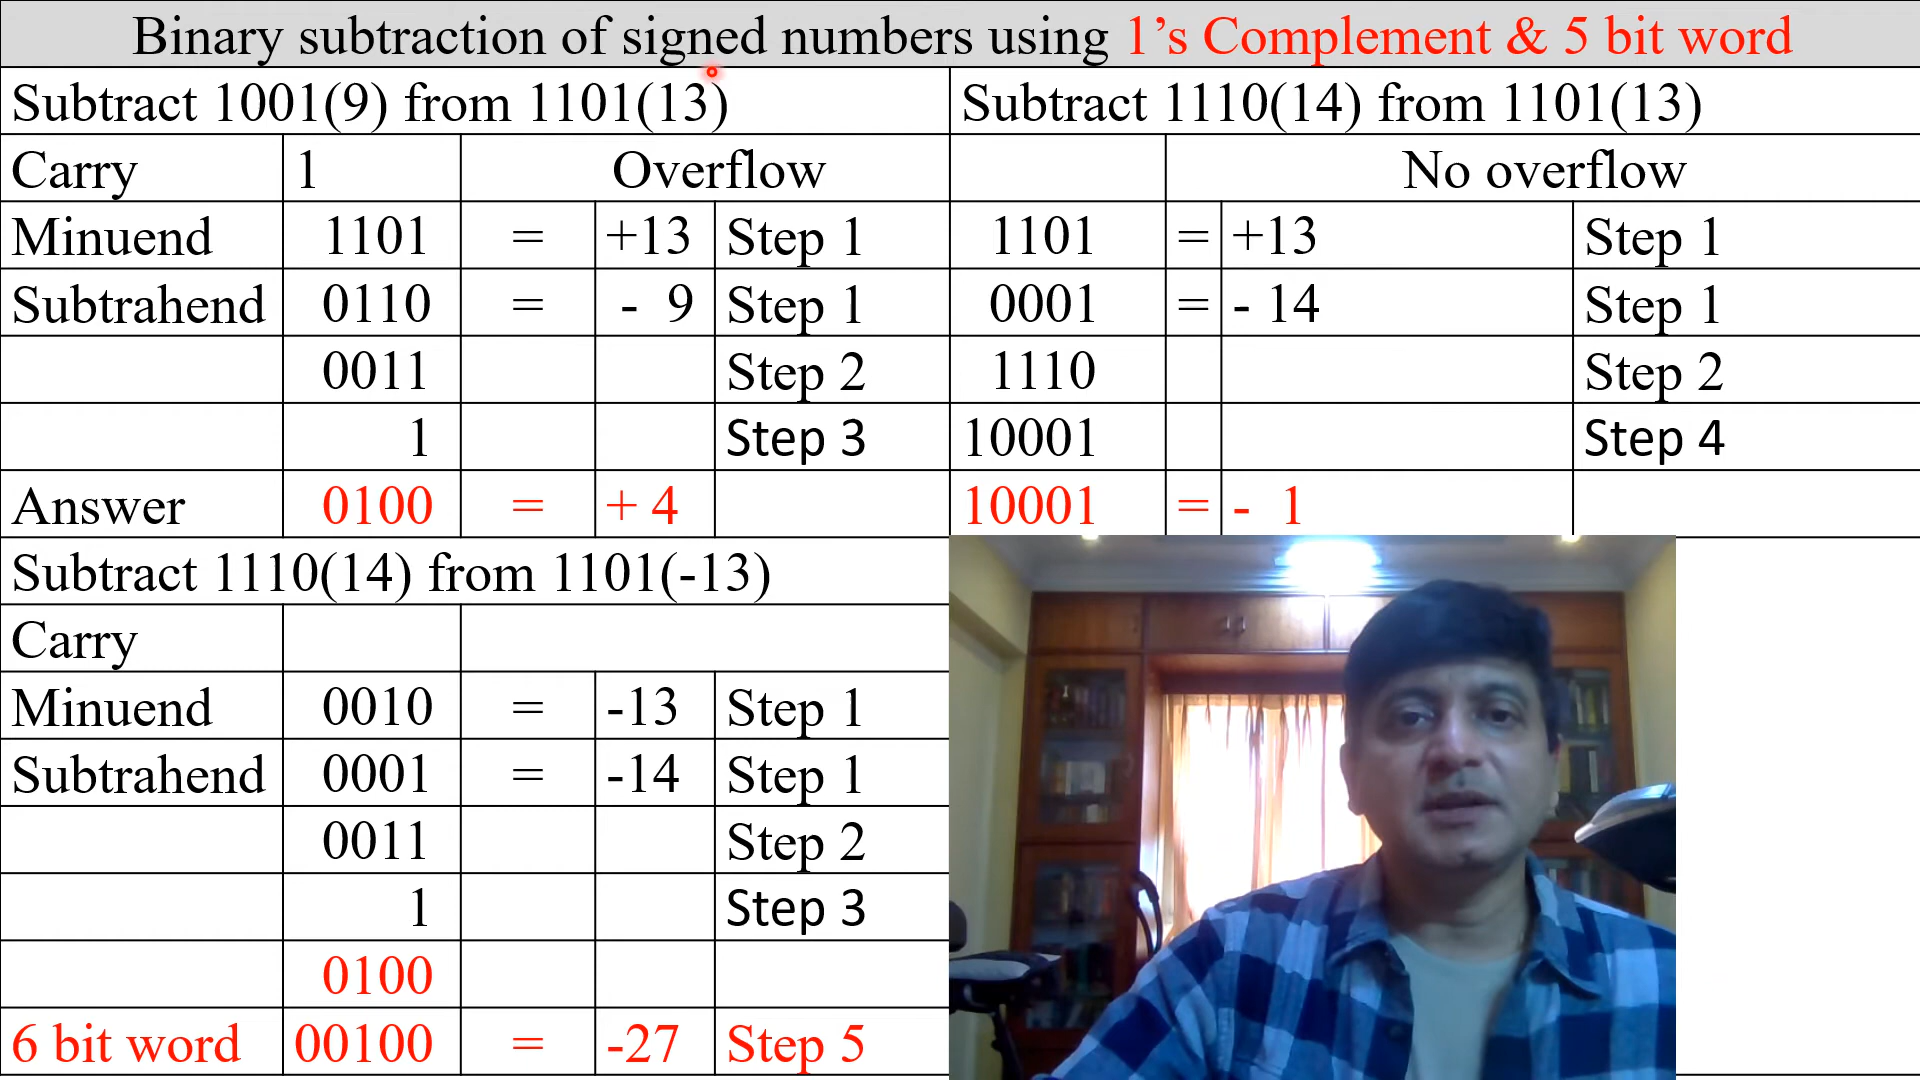 Binary subtraction of signed numbers using 1’s Complement & 5 bit word
Subtract 1001(9) from 1101(13)
Carry 1 Overflow
Minuend 1101 = +13 Step 1
Subtrahend 0110 = - 9 Step 1
0011 Step 2
1 Step 3
Answer 0100 = + 4
Subtract 1110(14) from 1101(13)
No overflow
1101 = +13 Step 1
0001 = - 14 Step 1
1110 Step 2
10001 Step 4
10001 = - 1
Subtract 1110(14) from 1101(-13)
Carry
Minuend 0010 = -13 Step 1
Subtrahend 0001 = -14 Step 1
0011 Step 2
1 Step 3
0100
6 bit word 00100 = -27 Step 5